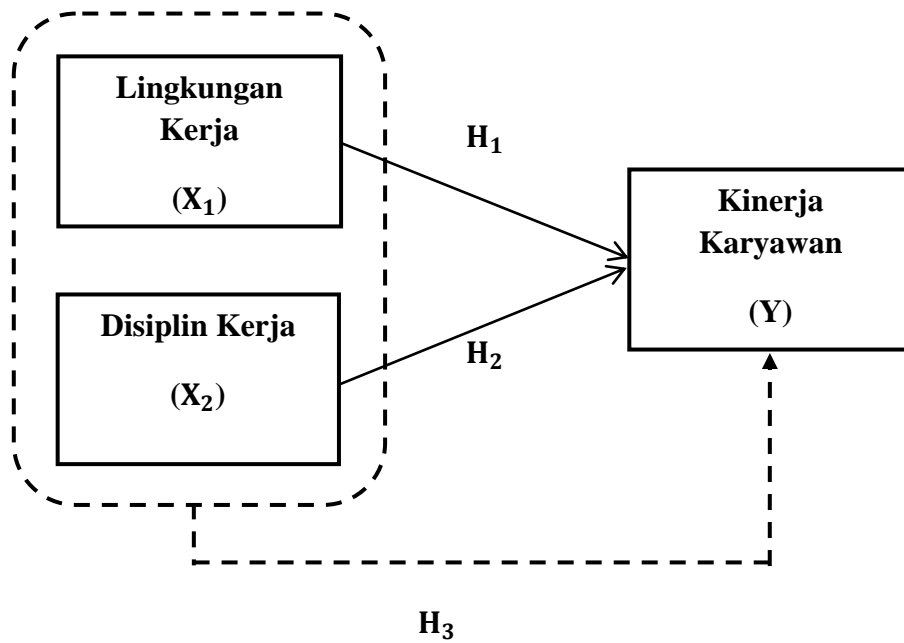 Lingkungan
Kerja
(X₁)
H₁
Kinerja
Karyawan
(Y)
Disiplin Kerja
(X₂)
H₂
H₃